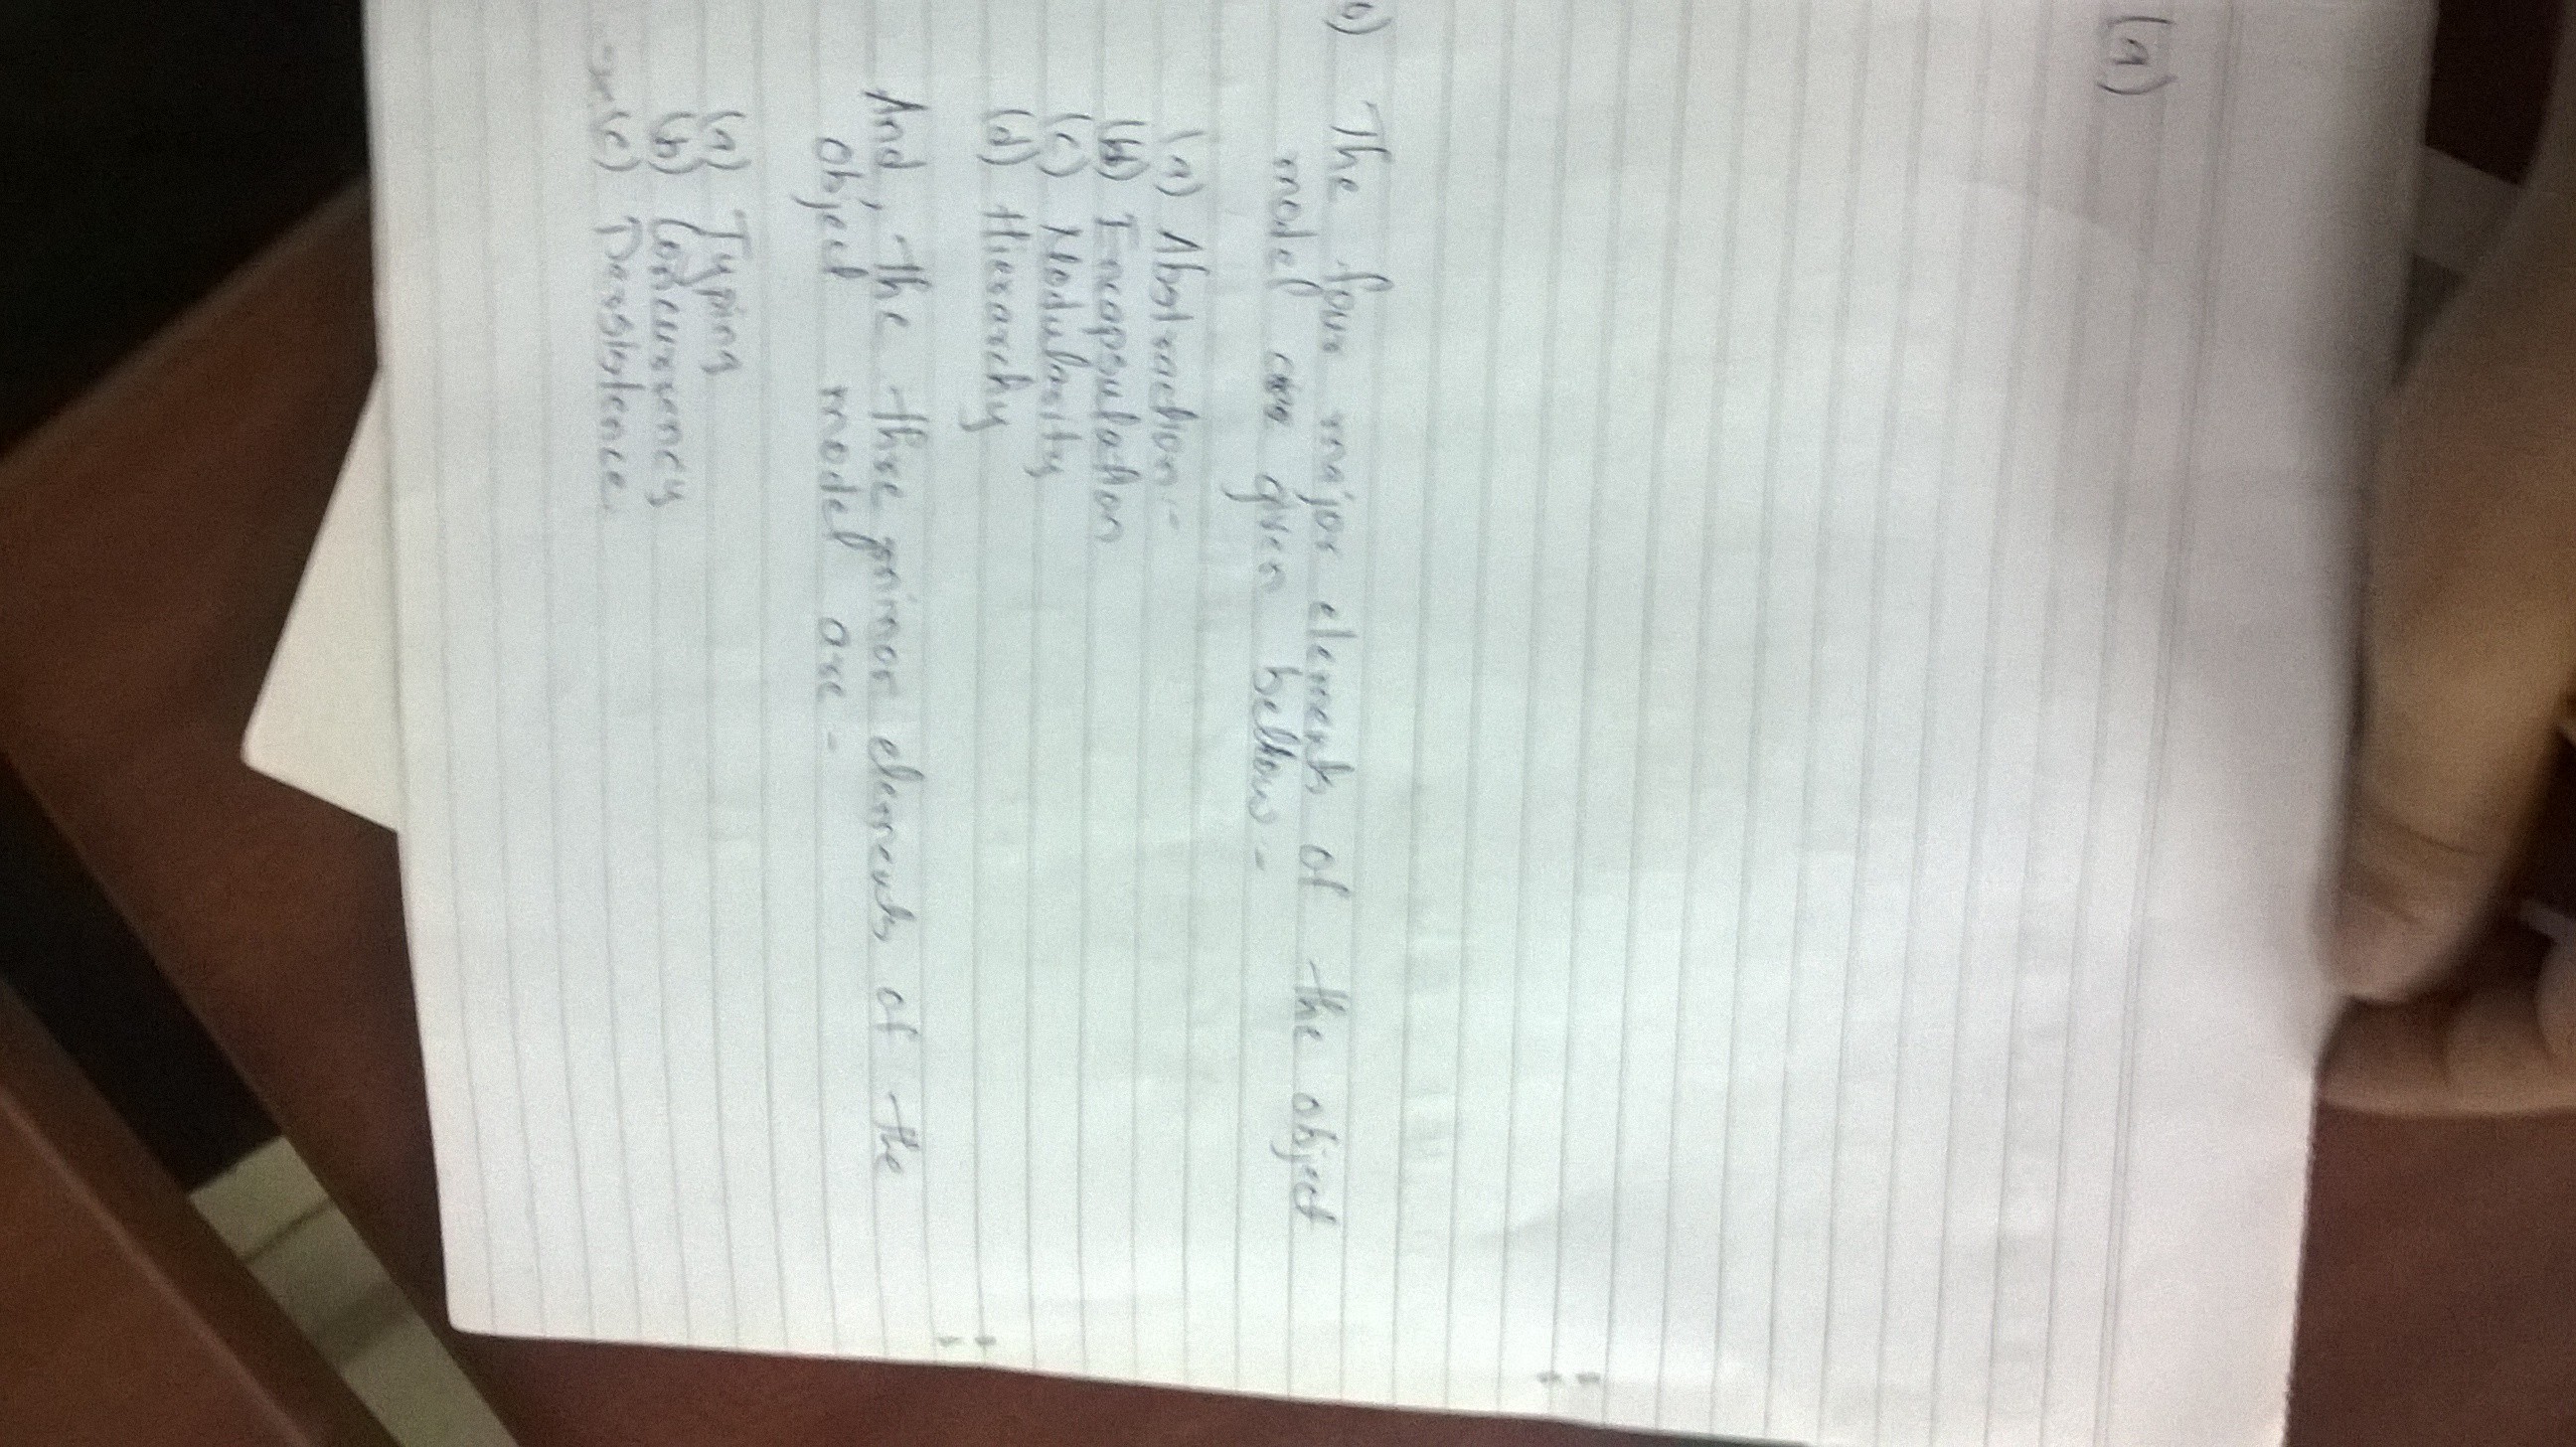 (a)
b) The four major elements of the object
model are given bellow -
(a) Abstraction -
(b) Encapsulation
(c) Modularity
(d) Hierarchy
And, the thre minor elements of the
object model are -
(a) Typing
(b) Concurrency
(c) Persistence.